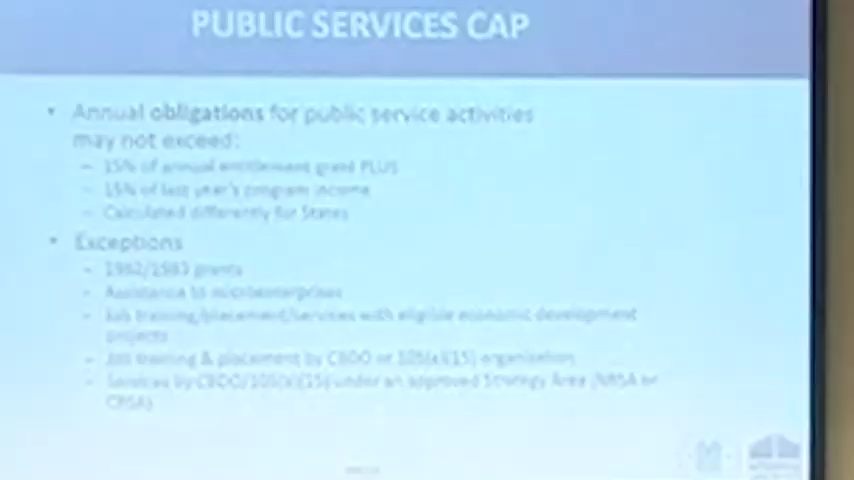 PUBLIC SERVICES CAP
• Annual obligations for public service activities
may not exceed:
– 15% of annual entitlement grant PLUS
– 15% of last year's program income
– Calculated differently for States
• Exceptions
– 1982/1983 grants
– Assistance to microenterprises
– Job training/placement/services with eligible economic development
projects
– Job training & placement by CBDO or 105(a)(15) organization
– Services by CBDO/105(a)(15) under an approved Strategy Area (NRSA or
CRSA)